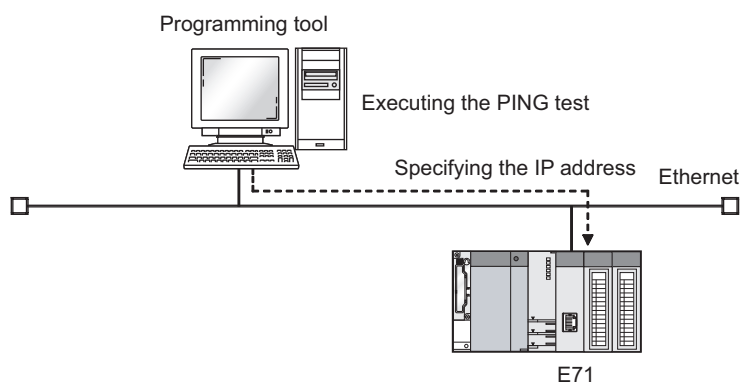 Programming tool
Executing the PING test
Specifying the IP address
Ethernet
E71